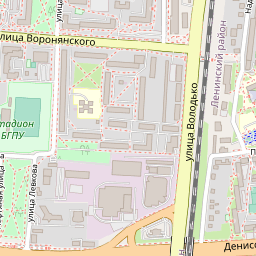 улица Воронянского
улица Володько
Ленинский район
стадион
БГПУ
улица Левкова
Денисо